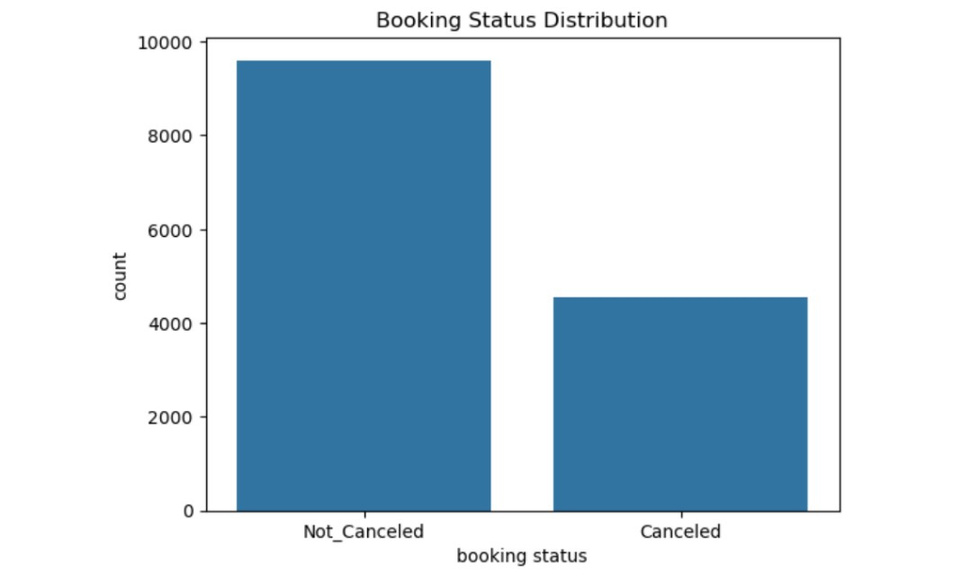 Booking Status Distribution
10000
8000
6000
4000
2000
0
count
Not_Canceled
Canceled
booking status